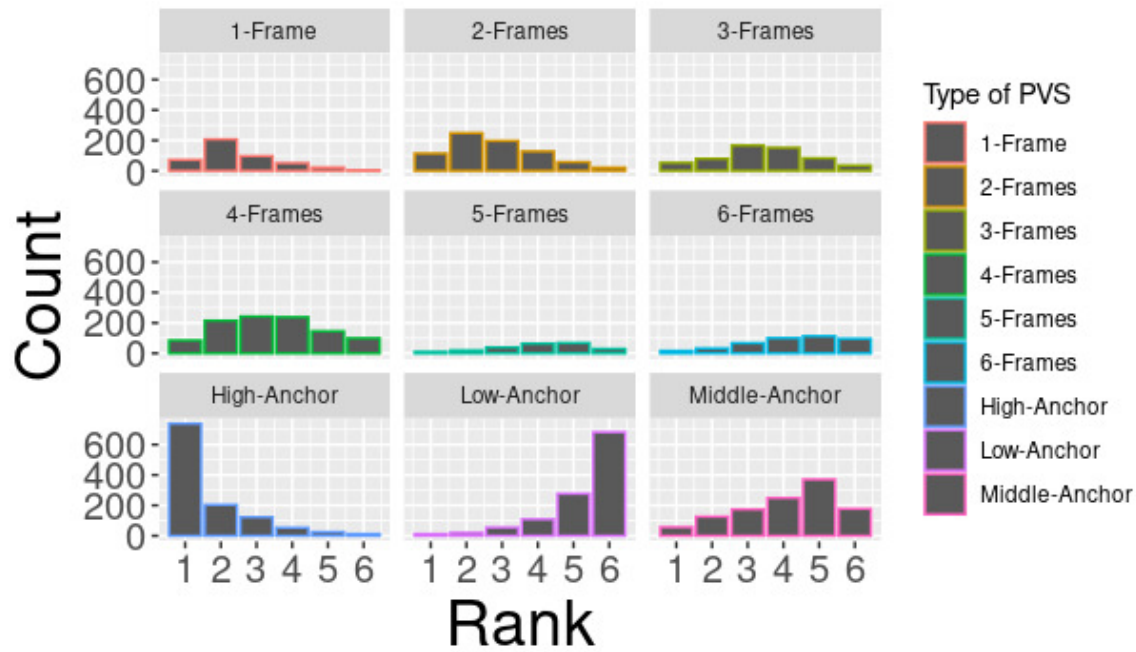 1-Frame 2-Frames 3-Frames
600
400
200
0
4-Frames 5-Frames 6-Frames
600
400
200
0
High-Anchor Low-Anchor Middle-Anchor
600
400
200
0
1 2 3 4 5 6 1 2 3 4 5 6 1 2 3 4 5 6
Rank
Count
Type of PVS
1-Frame
2-Frames
3-Frames
4-Frames
5-Frames
6-Frames
High-Anchor
Low-Anchor
Middle-Anchor